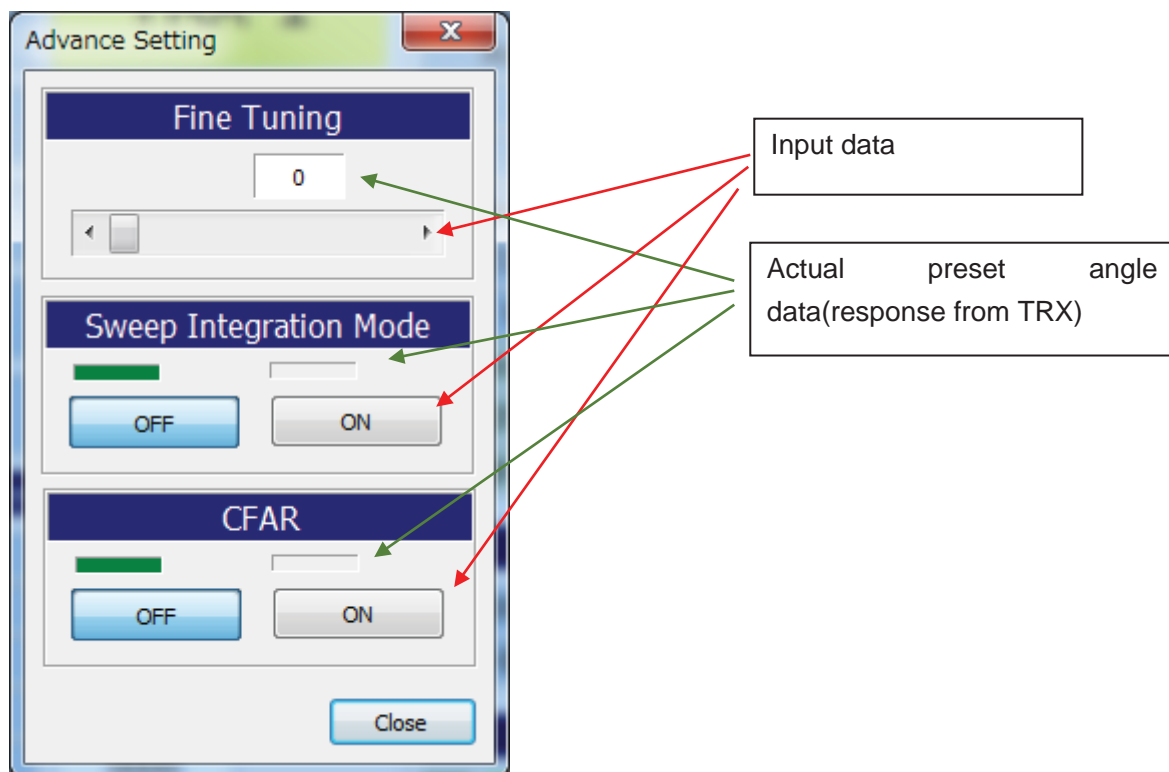 Advance Setting
Fine Tuning
0
Sweep Integration Mode
OFF
ON
CFAR
OFF
ON
Close
Input data
Actual preset angle
data(response from TRX)